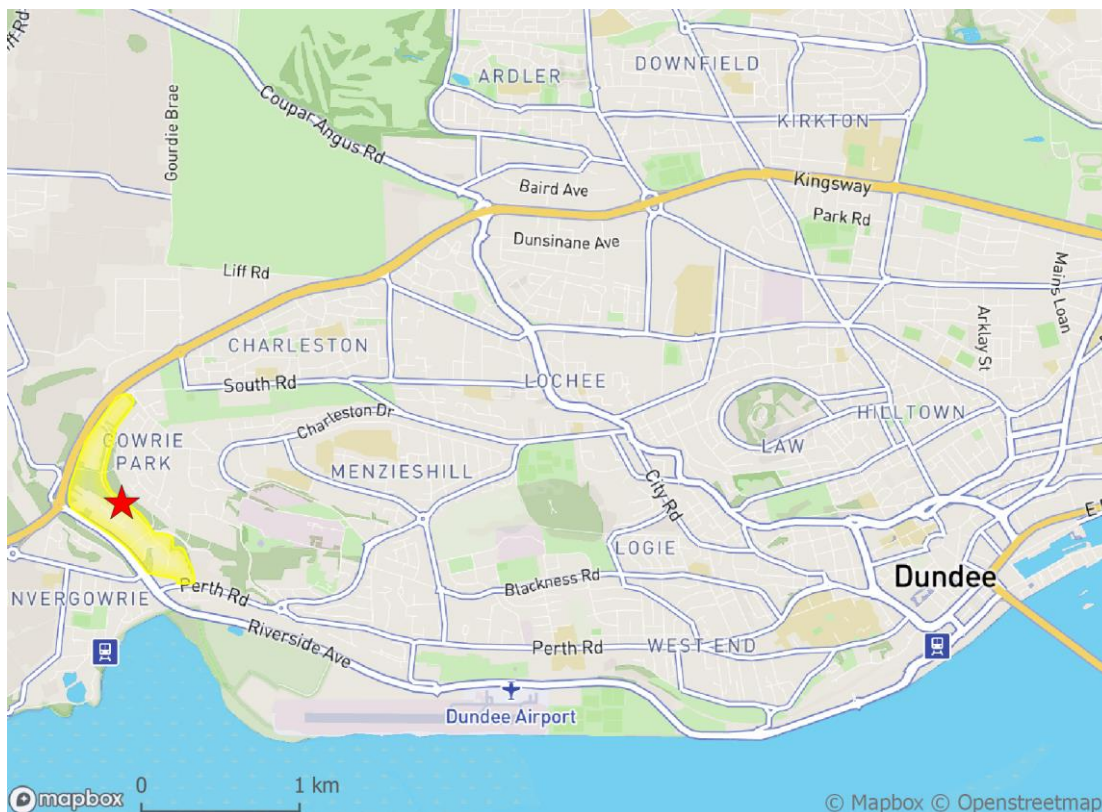 Liff Rd
Gourdie Brae
Coupar Angus Rd
ARDLER
DOWNFIELD
KIRKTON
Baird Ave
Kingsway
Dunsinane Ave
Park Rd
Liff Rd
Mains Loan
Arklay St
CHARLESTON
South Rd
LOCHEE
Charleston Dr
HILLTOWN
LAW
GOWRIE
PARK
MENZIESHILL
City Rd
LOGIE
Blackness Rd
Dundee
NVERGOWRIE
Perth Rd
Riverside Ave
Perth Rd
WEST END
Dundee Airport
0
1 km
mapbox
© Mapbox © Openstreetmap